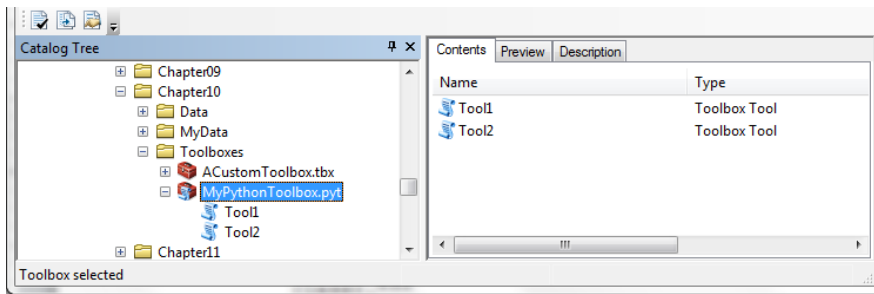 Catalog Tree
Chapter09
Chapter10
Data
MyData
Toolboxes
ACustomToolbox.tbx
MyPythonToolbox.pyt
Tool1
Tool2
Chapter11
Contents Preview Description
Name Type
Tool1 Toolbox Tool
Tool2 Toolbox Tool
Toolbox selected